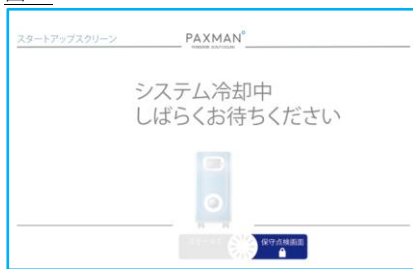 スタートアップスクリーン
PAXMAN
システム冷却中
しばらくお待ちください
保守点検画面